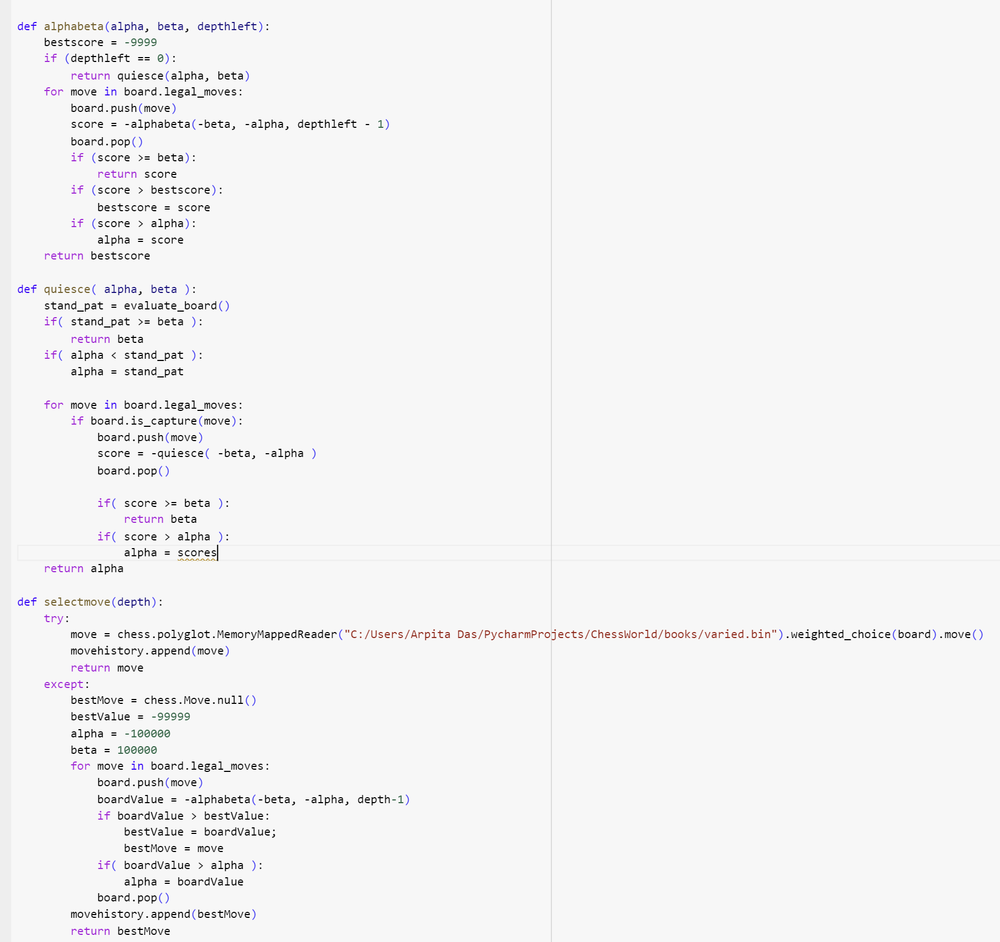 def alphabeta(alpha, beta, depthleft):
    bestscore = -9999
    if (depthleft == 0):
        return quiesce(alpha, beta)
    for move in board.legal_moves:
        board.push(move)
        score = -alphabeta(-beta, -alpha, depthleft - 1)
        board.pop()
        if (score >= beta):
            return score
        if (score > bestscore):
            bestscore = score
        if (score > alpha):
            alpha = score
    return bestscore

def quiesce( alpha, beta ):
    stand_pat = evaluate_board()
    if( stand_pat >= beta ):
        return beta
    if( alpha < stand_pat ):
        alpha = stand_pat

    for move in board.legal_moves:
        if board.is_capture(move):
            board.push(move)
            score = -quiesce( -beta, -alpha )
            board.pop()

            if( score >= beta ):
                return beta
            if( score > alpha ):
                alpha = scores
    return alpha

def selectmove(depth):
    try:
        move = chess.polyglot.MemoryMappedReader("C:/Users/Arpita Das/PycharmProjects/ChessWorld/books/varied.bin").weighted_choice(board).move()
        movehistory.append(move)
        return move
    except:
        bestMove = chess.Move.null()
        bestValue = -99999
        alpha = -100000
        beta = 100000
        for move in board.legal_moves:
            board.push(move)
            boardValue = -alphabeta(-beta, -alpha, depth-1)
            if boardValue > bestValue:
                bestValue = boardValue;
                bestMove = move
            if( boardValue > alpha ):
                alpha = boardValue
            board.pop()
        movehistory.append(bestMove)
        return bestMove